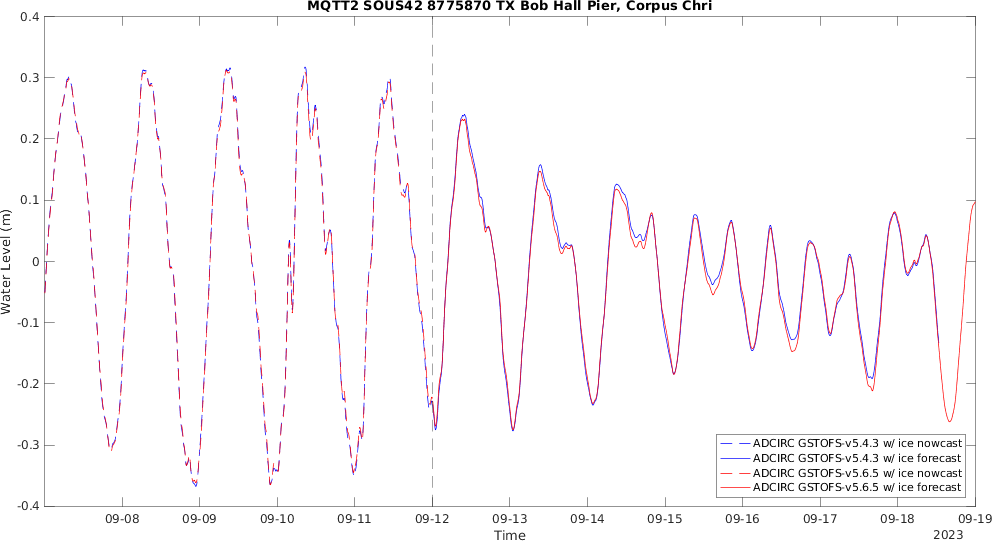 MQTT2 SOUS42 8775870 TX Bob Hall Pier, Corpus Chri
0.4
0.3
0.2
0.1
0
-0.1
-0.2
-0.3
-0.4
Water Level (m)
ADCIRC GSTOFS-v5.4.3 w/ ice nowcast
ADCIRC GSTOFS-v5.4.3 w/ ice forecast
ADCIRC GSTOFS-v5.6.5 w/ ice nowcast
ADCIRC GSTOFS-v5.6.5 w/ ice forecast
09-08 09-09 09-10 09-11 09-12 09-13 09-14 09-15 09-16 09-17 09-18 09-19
Time
2023